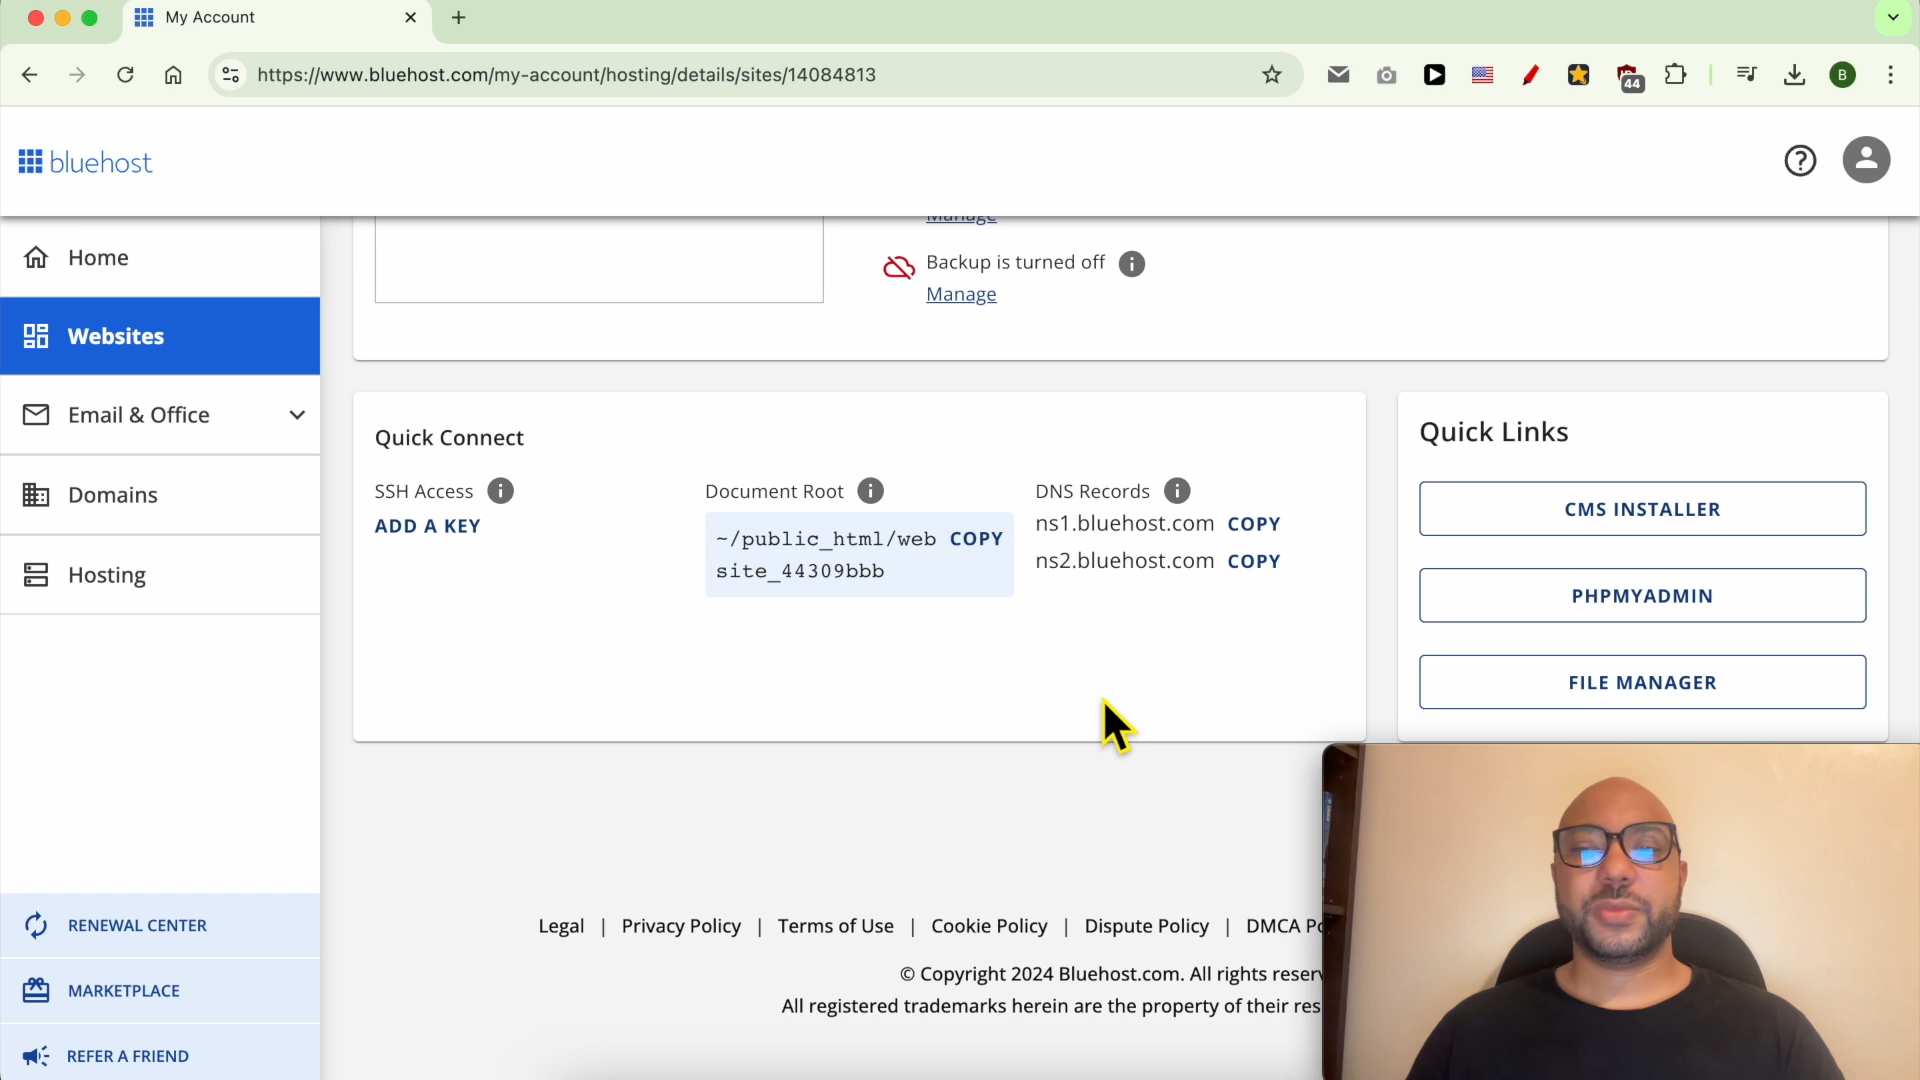 My Account
https://www.bluehost.com/my-account/hosting/details/sites/14084813
44
B
bluehost
Home
Websites
Email & Office
Domains
Hosting
RENEWAL CENTER
MARKETPLACE
REFER A FRIEND
Manage
Backup is turned off
Manage
Quick Connect
SSH Access
ADD A KEY
Document Root
~/public_html/web COPY
site_44309bbb
DNS Records
ns1.bluehost.com COPY
ns2.bluehost.com COPY
Quick Links
CMS INSTALLER
PHPMYADMIN
FILE MANAGER
Legal | Privacy Policy | Terms of Use | Cookie Policy | Dispute Policy | DMCA
© Copyright 2024 Bluehost.com. All rights
All registered trademarks herein are the property of their